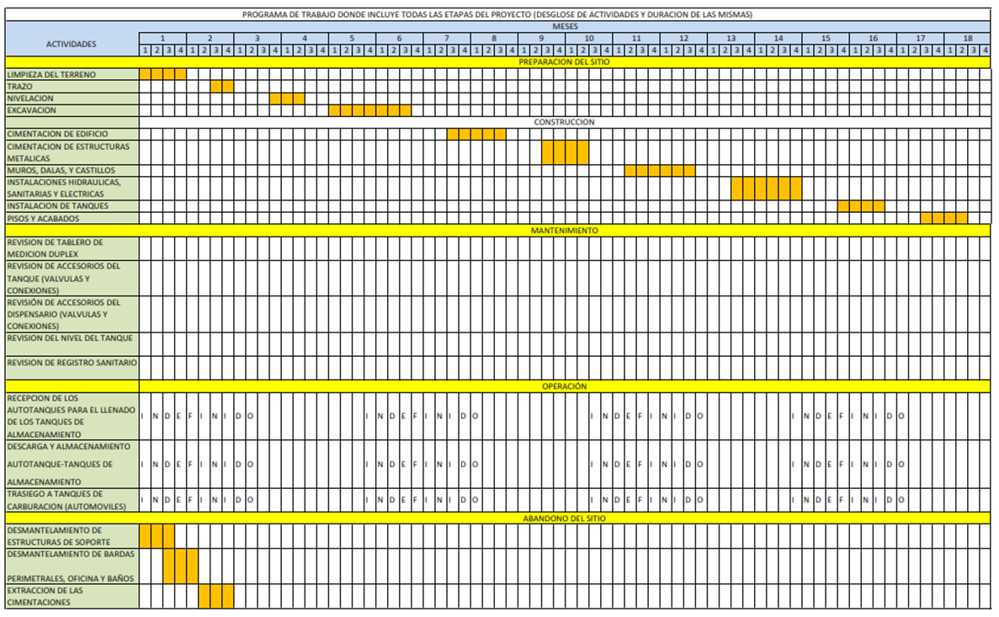 PROGRAMA DE TRABAJO DONDE INCLUYE TODAS LAS ETAPAS DEL PROYECTO (DESGLOSE DE ACTIVIDADES Y DURACION DE LAS MISMAS)
ACTIVIDADES
MESES
1 2 3 4 5 6 7 8 9 10 11 12 13 14 15 16 17 18
1 2 3 4 1 2 3 4 1 2 3 4 1 2 3 4 1 2 3 4 1 2 3 4 1 2 3 4 1 2 3 4 1 2 3 4 1 2 3 4 1 2 3 4 1 2 3 4 1 2 3 4 1 2 3 4 1 2 3 4 1 2 3 4 1 2 3 4 1 2 3 4
PREPARACION DEL SITIO
LIMPIEZA DEL TERRENO
TRAZO
NIVELACION
EXCAVACION
CONSTRUCCION
CIMENTACION DE EDIFICIO
CIMENTACION DE ESTRUCTURAS
METALICAS
MUROS, DALAS, Y CASTILLOS
INSTALACIONES HIDRAULICAS,
SANITARIAS Y ELECTRICAS
INSTALACION DE TANQUES
PISOS Y ACABADOS
MANTENIMIENTO
REVISION DE TABLERO DE
MEDICION DUPLEX
REVISION DE ACCESORIOS DEL
TANQUE (VALVULAS Y
CONEXIONES)
REVISIÓN DE ACCESORIOS DEL
DISPENSARIO (VALVULAS Y
CONEXIONES)
REVISION DEL NIVEL DEL TANQUE
REVISION DE REGISTRO SANITARIO
OPERACIÓN
RECEPCION DE LOS
AUTOTANQUES PARA EL LLENADO
DE LOS TANQUES DE
ALMACENAMIENTO
I N D E F I N I D O I N D E F I N I D O I N D E F I N I D O I N D E F I N I D O
DESCARGA Y ALMACENAMIENTO
AUTOTANQUE-TANQUES DE
ALMACENAMIENTO
I N D E F I N I D O I N D E F I N I D O I N D E F I N I D O I N D E F I N I D O
TRASIEGO A TANQUES DE
CARBURACION (AUTOMOVILES)
I N D E F I N I D O I N D E F I N I D O I N D E F I N I D O I N D E F I N I D O
ABANDONO DEL SITIO
DESMANTELAMIENTO DE
ESTRUCTURAS DE SOPORTE
DESMANTELAMIENTO DE BARDAS
PERIMETRALES, OFICINA Y BAÑOS
EXTRACCION DE LAS
CIMENTACIONES